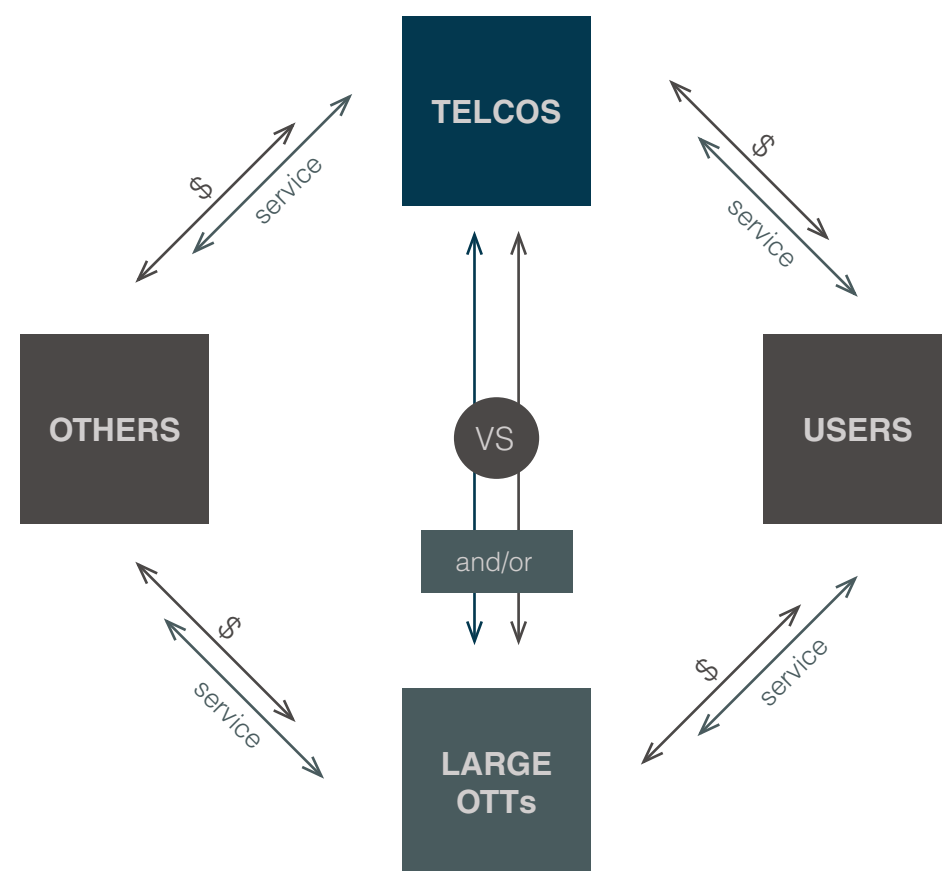 TELCOS
$
service
$
service
OTHERS
VS
USERS
and/or
$
service
$
service
LARGE
OTTs